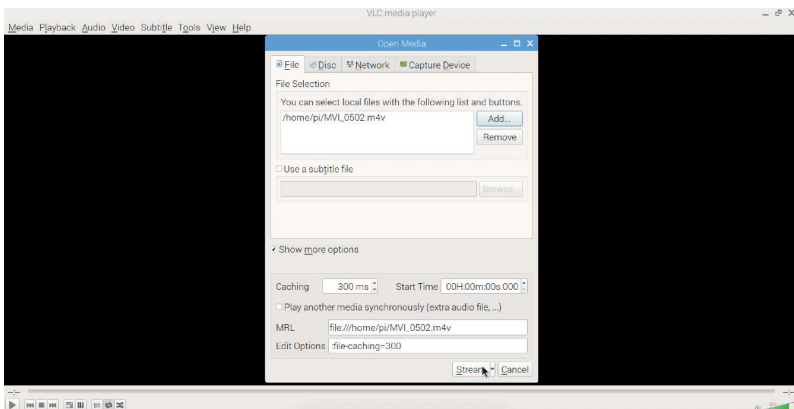 VLC media player
Media Playback Audio Video Subtitle Tools View Help
Open Media
File Disc Network Capture Device
File Selection
You can select local files with the following list and buttons.
/home/pi/MVI_0502.m4v
Add...
Remove
Use a subtitle file
Browse...
Show more options
Caching 300 ms Start Time 00H:00m:00s.000
Play another media synchronously (extra audio file, ...)
MRL file:///home/pi/MVI_0502.m4v
Edit Options :file-caching=300
Stream Cancel
--:-- --:--